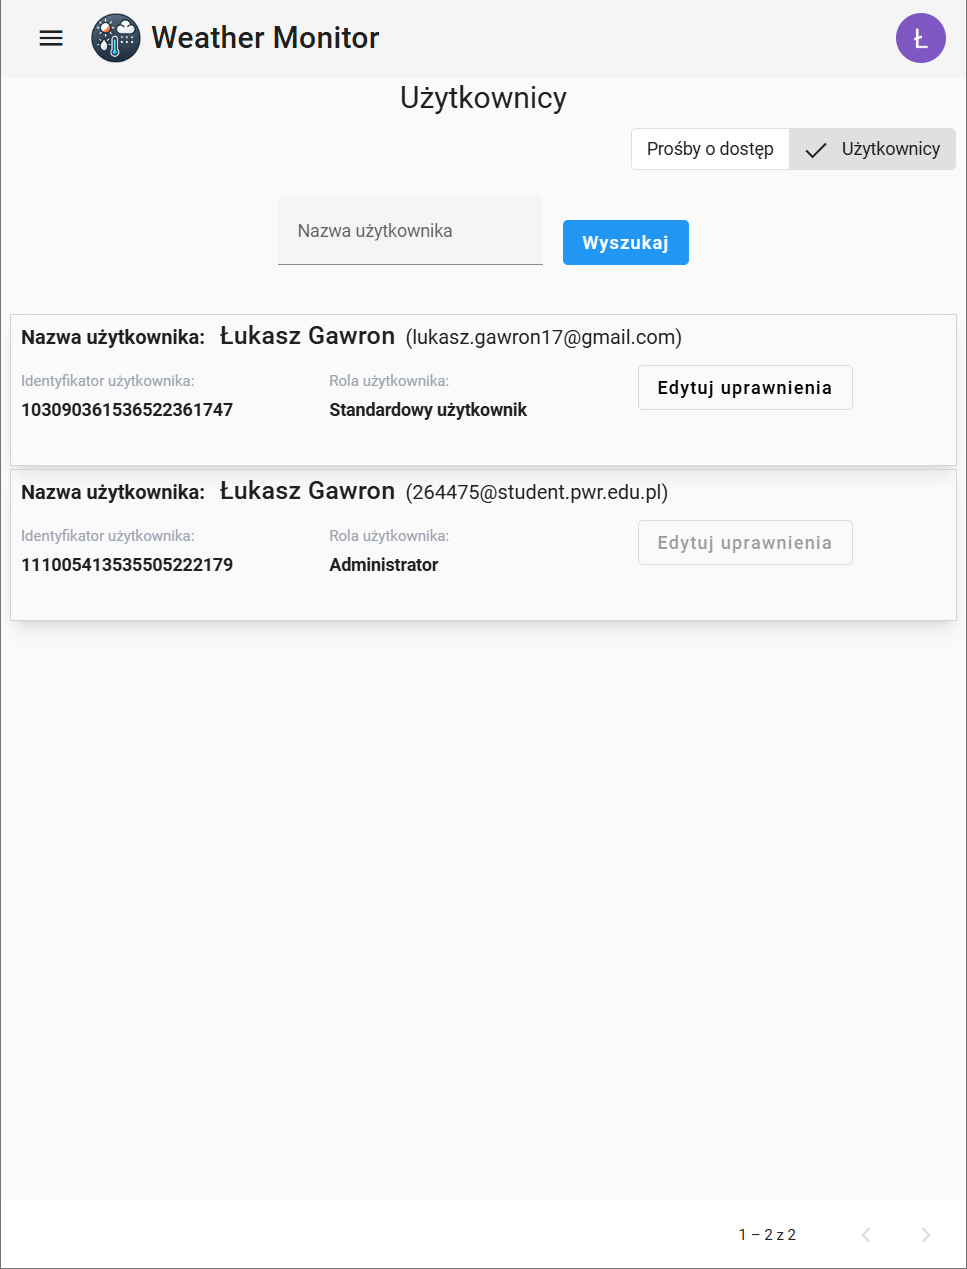 Weather Monitor
Ł
Użytkownicy
Prośby o dostęp
Użytkownicy
Nazwa użytkownika
Wyszukaj
Nazwa użytkownika: Łukasz Gawron (lukasz.gawron17@gmail.com)
Identyfikator użytkownika: Rola użytkownika:
103090361536522361747 Standardowy użytkownik
Edytuj uprawnienia
Nazwa użytkownika: Łukasz Gawron (264475@student.pwr.edu.pl)
Identyfikator użytkownika: Rola użytkownika:
111005413535505222179 Administrator
Edytuj uprawnienia
1 – 2 z 2